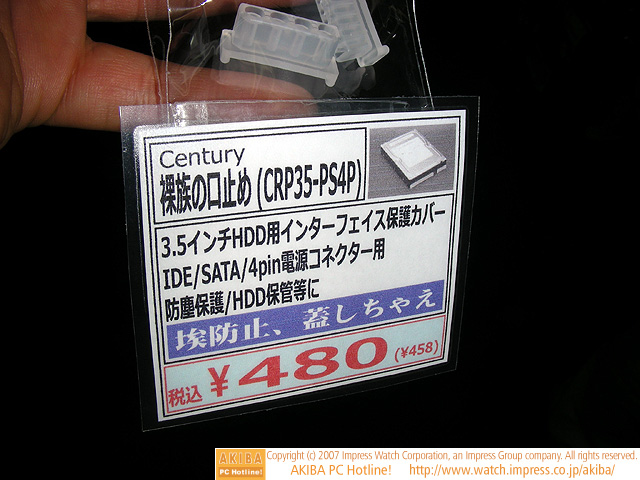 Century
裸族の口止め (CRP35-PS4P)
3.5インチHDD用インターフェイス保護カバー
IDE/SATA/4pin電源コネクター用
防塵保護/HDD保管等に
埃防止、蓋しちゃえ
税込 ¥480 (¥458)
AKIBA
PC Hotline!
Copyright (c) 2007 Impress Watch Corporation, an Impress Group company. All rights reserved.
AKIBA PC Hotline! http://www.watch.impress.co.jp/akiba/